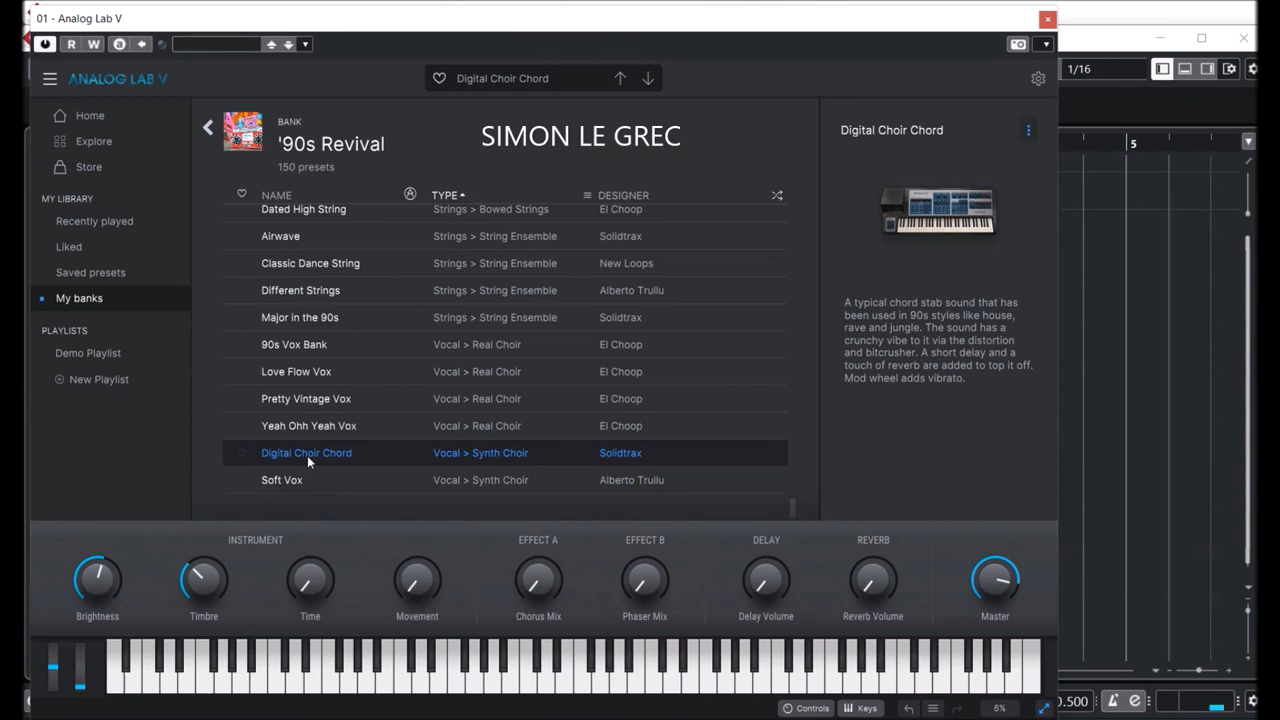 01 - Analog Lab V
R W a
1/16
ANALOG LAB V
Digital Choir Chord
Home
Explore
Store
MY LIBRARY
Recently played
Liked
Saved presets
My banks
PLAYLISTS
Demo Playlist
New Playlist
BANK
'90s Revival
150 presets
SIMON LE GREC
NAME TYPE DESIGNER
Dated High String Strings > Bowed Strings El Choop
Airwave Strings > String Ensemble Solidtrax
Classic Dance String Strings > String Ensemble New Loops
Different Strings Strings > String Ensemble Alberto Trullu
Major in the 90s Strings > String Ensemble Solidtrax
90s Vox Bank Vocal > Real Choir El Choop
Love Flow Vox Vocal > Real Choir El Choop
Pretty Vintage Vox Vocal > Real Choir El Choop
Yeah Ohh Yeah Vox Vocal > Real Choir El Choop
Digital Choir Chord Vocal > Synth Choir Solidtrax
Soft Vox Vocal > Synth Choir Alberto Trullu
Digital Choir Chord
A typical chord stab sound that has
been used in 90s styles like house,
rave and jungle. The sound has a
crunchy vibe to it via the distortion
and bitcrusher. A short delay and a
touch of reverb are added to top it off.
Mod wheel adds vibrato.
5
INSTRUMENT EFFECT A EFFECT B DELAY REVERB
Brightness Timbre Time Movement Chorus Mix Phaser Mix Delay Volume Reverb Volume Master
Controls Keys 6%
0.500
e